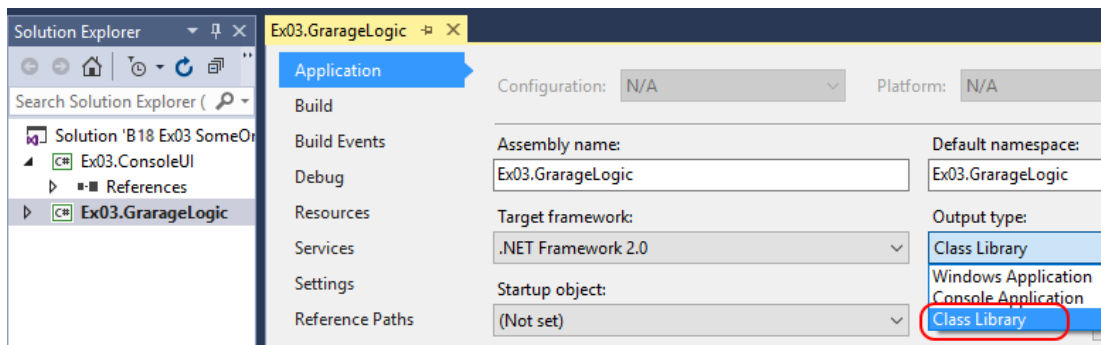 Solution Explorer
Search Solution Explorer (
Solution 'B18 Ex03 SomeOr
C# Ex03.ConsoleUI
References
C# Ex03.GrarageLogic
Ex03.GrarageLogic
Application
Build
Build Events
Debug
Resources
Services
Settings
Reference Paths
Configuration: N/A
Platform: N/A
Assembly name:
Ex03.GrarageLogic
Default namespace:
Ex03.GrarageLogic
Target framework:
.NET Framework 2.0
Output type:
Class Library
Windows Application
Console Application
Class Library
Startup object:
(Not set)